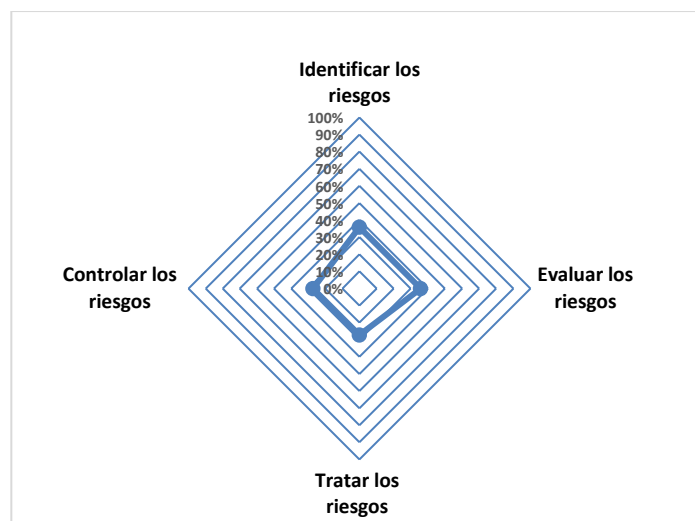 Identificar los
riesgos
100%
90%
80%
70%
60%
50%
40%
30%
20%
10%
0%
Controlar los
riesgos
Evaluar los
riesgos
Tratar los
riesgos